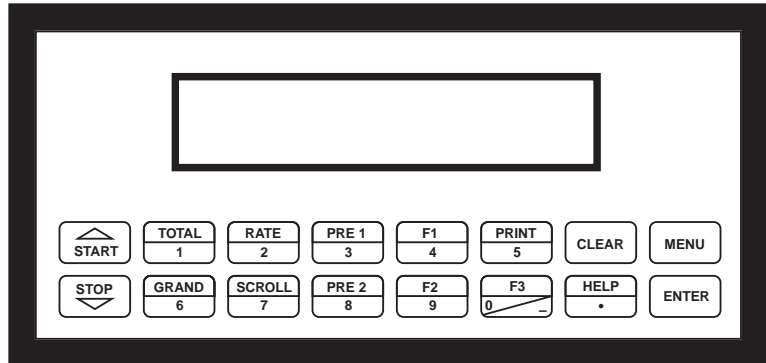 START
TOTAL 1
RATE 2
PRE 1 3
F1 4
PRINT 5
CLEAR
MENU
STOP
GRAND 6
SCROLL 7
PRE 2 8
F2 9
F3 0 –
HELP •
ENTER